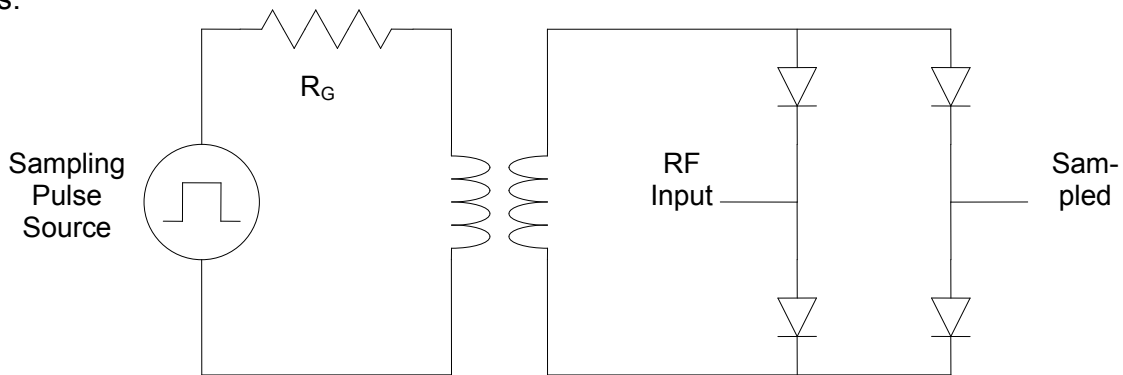 s.
R_G
Sampling
Pulse
Source
RF
Input
Sam-
pled